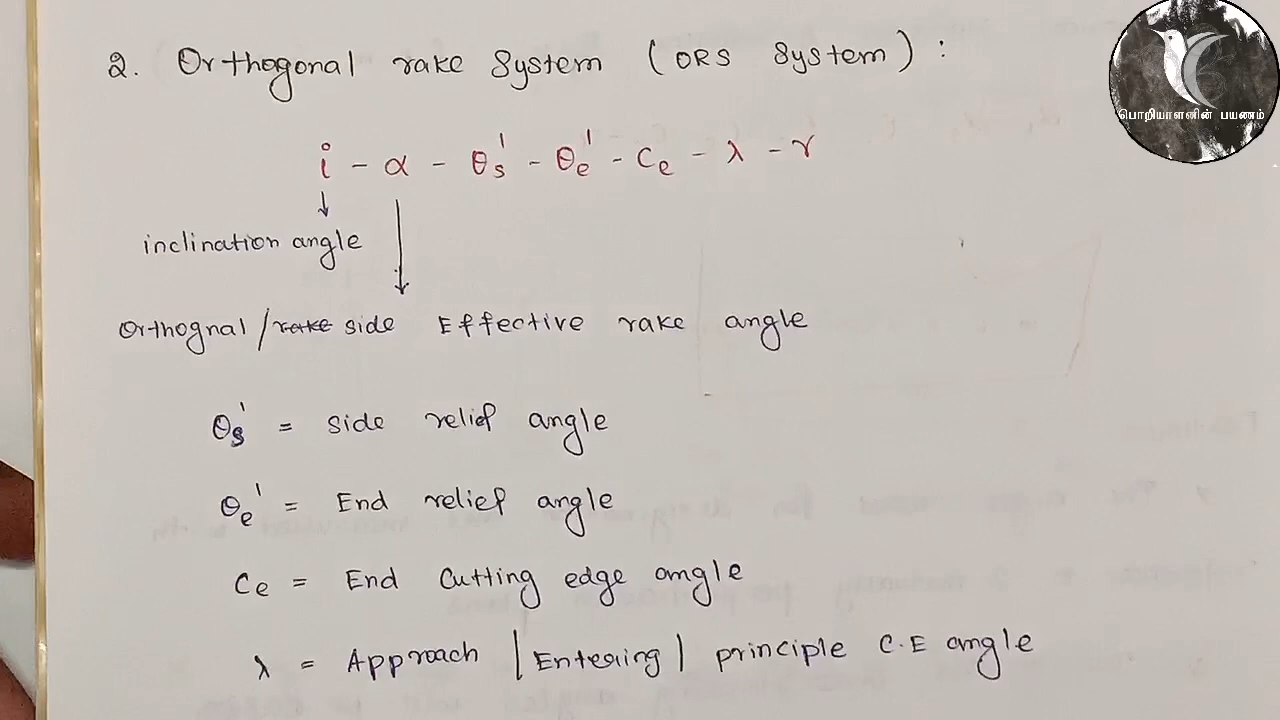 2. Orthogonal rake System (ORS System) :
பொறியாளனின் பயணம்
i - α - θs' - θe' - Ce - λ - r
inclination angle
Orthognal / rake side Effective rake angle
θs' = side relief angle
θe' = End relief angle
Ce = End Cutting edge angle
λ = Approach | Entering | principle C.E angle